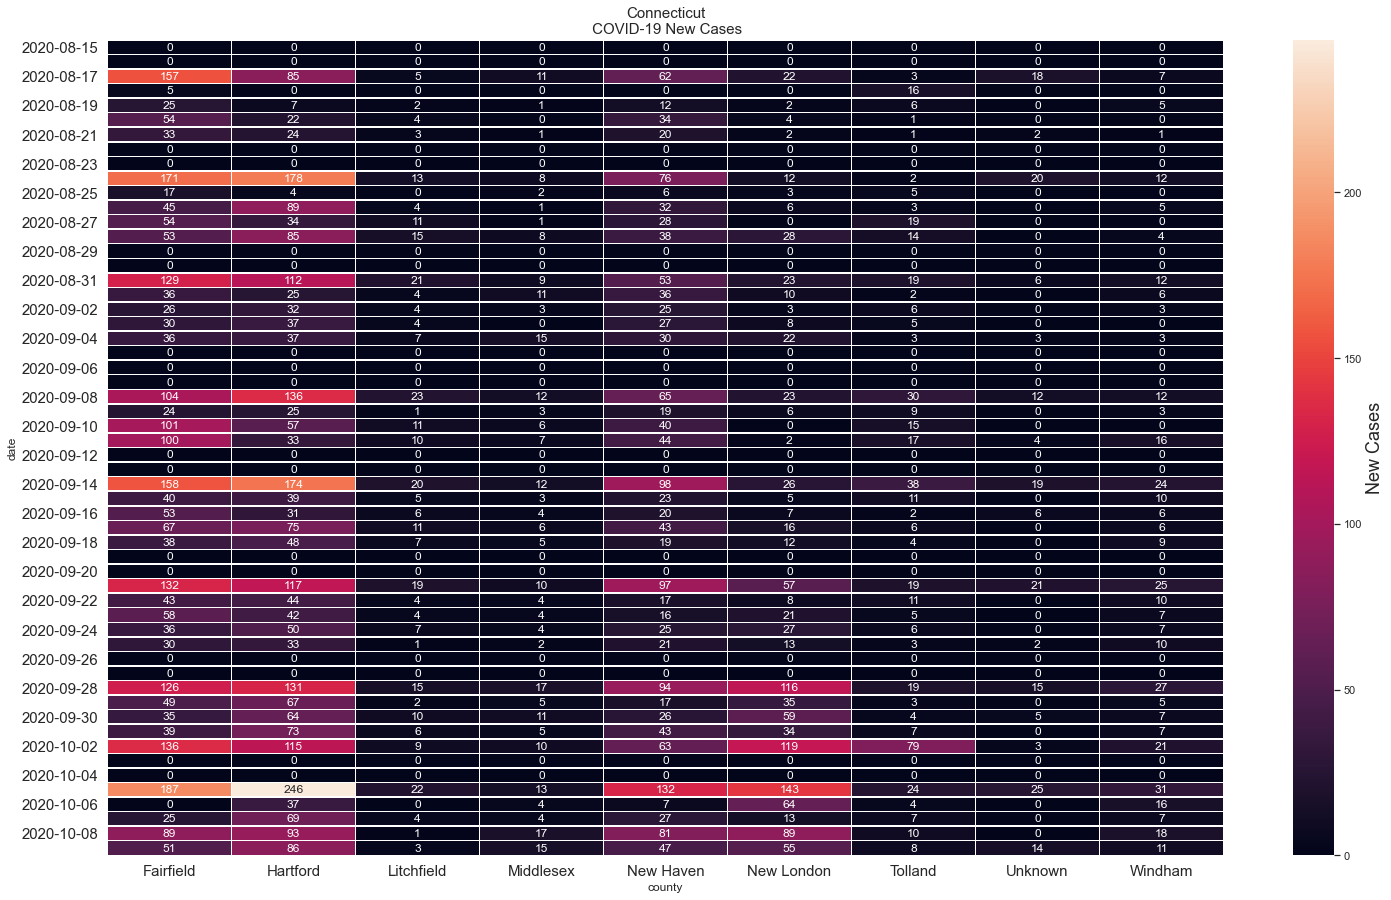 Connecticut
COVID-19 New Cases
2020-08-15 0 0 0 0 0 0 0 0 0
0 0 0 0 0 0 0 0 0
2020-08-17 157 85 5 11 62 22 3 18 7
5 0 0 0 0 0 16 0 0
2020-08-19 25 7 2 1 12 2 6 0 5
54 22 4 0 34 4 1 0 0
2020-08-21 33 24 3 1 20 2 1 2 1
0 0 0 0 0 0 0 0 0
2020-08-23 0 0 0 0 0 0 0 0 0
171 178 13 8 76 12 2 20 12
2020-08-25 17 4 0 2 6 3 5 0 0
45 89 4 1 32 6 3 0 5
2020-08-27 54 34 11 1 28 0 19 0 0
53 85 15 8 38 28 14 0 4
2020-08-29 0 0 0 0 0 0 0 0 0
0 0 0 0 0 0 0 0 0
2020-08-31 129 112 21 9 53 23 19 6 12
36 25 4 11 36 10 2 0 6
2020-09-02 26 32 4 3 25 3 6 0 3
30 37 4 0 27 8 5 0 0
2020-09-04 36 37 7 15 30 22 3 3 3
0 0 0 0 0 0 0 0 0
2020-09-06 0 0 0 0 0 0 0 0 0
0 0 0 0 0 0 0 0 0
2020-09-08 104 136 23 12 65 23 30 12 12
24 25 1 3 19 6 9 0 3
2020-09-10 101 57 11 6 40 0 15 0 0
100 33 10 7 44 2 17 4 16
2020-09-12 0 0 0 0 0 0 0 0 0
0 0 0 0 0 0 0 0 0
2020-09-14 158 174 20 12 98 26 38 19 24
40 39 5 3 23 5 11 0 10
2020-09-16 53 31 6 4 20 7 2 6 6
67 75 11 6 43 16 6 0 6
2020-09-18 38 48 7 5 19 12 4 0 9
0 0 0 0 0 0 0 0 0
2020-09-20 0 0 0 0 0 0 0 0 0
132 117 19 10 97 57 19 21 25
2020-09-22 43 44 4 4 17 8 11 0 10
58 42 4 4 16 21 5 0 7
2020-09-24 36 50 7 4 25 27 6 0 7
30 33 1 2 21 13 3 2 10
2020-09-26 0 0 0 0 0 0 0 0 0
0 0 0 0 0 0 0 0 0
2020-09-28 126 131 15 17 94 116 19 15 27
49 67 2 5 17 35 3 0 5
2020-09-30 35 64 10 11 26 59 4 5 7
39 73 6 5 43 34 7 0 7
2020-10-02 136 115 9 10 63 119 79 3 21
0 0 0 0 0 0 0 0 0
2020-10-04 0 0 0 0 0 0 0 0 0
187 246 22 13 132 143 24 25 31
2020-10-06 0 37 0 4 7 64 4 0 16
25 69 4 4 27 13 7 0 7
2020-10-08 89 93 1 17 81 89 10 0 18
51 86 3 15 47 55 8 14 11
Fairfield Hartford Litchfield Middlesex New Haven New London Tolland Unknown Windham
county
date
200
150
100
50
0
New Cases